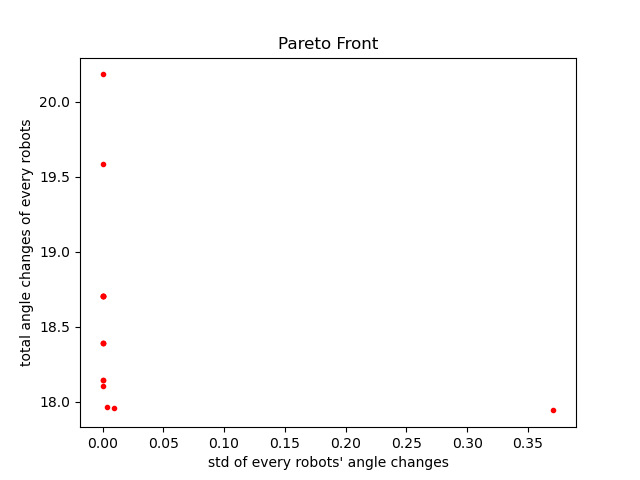 Pareto Front
total angle changes of every robots
20.0
19.5
19.0
18.5
18.0
0.00 0.05 0.10 0.15 0.20 0.25 0.30 0.35
std of every robots' angle changes